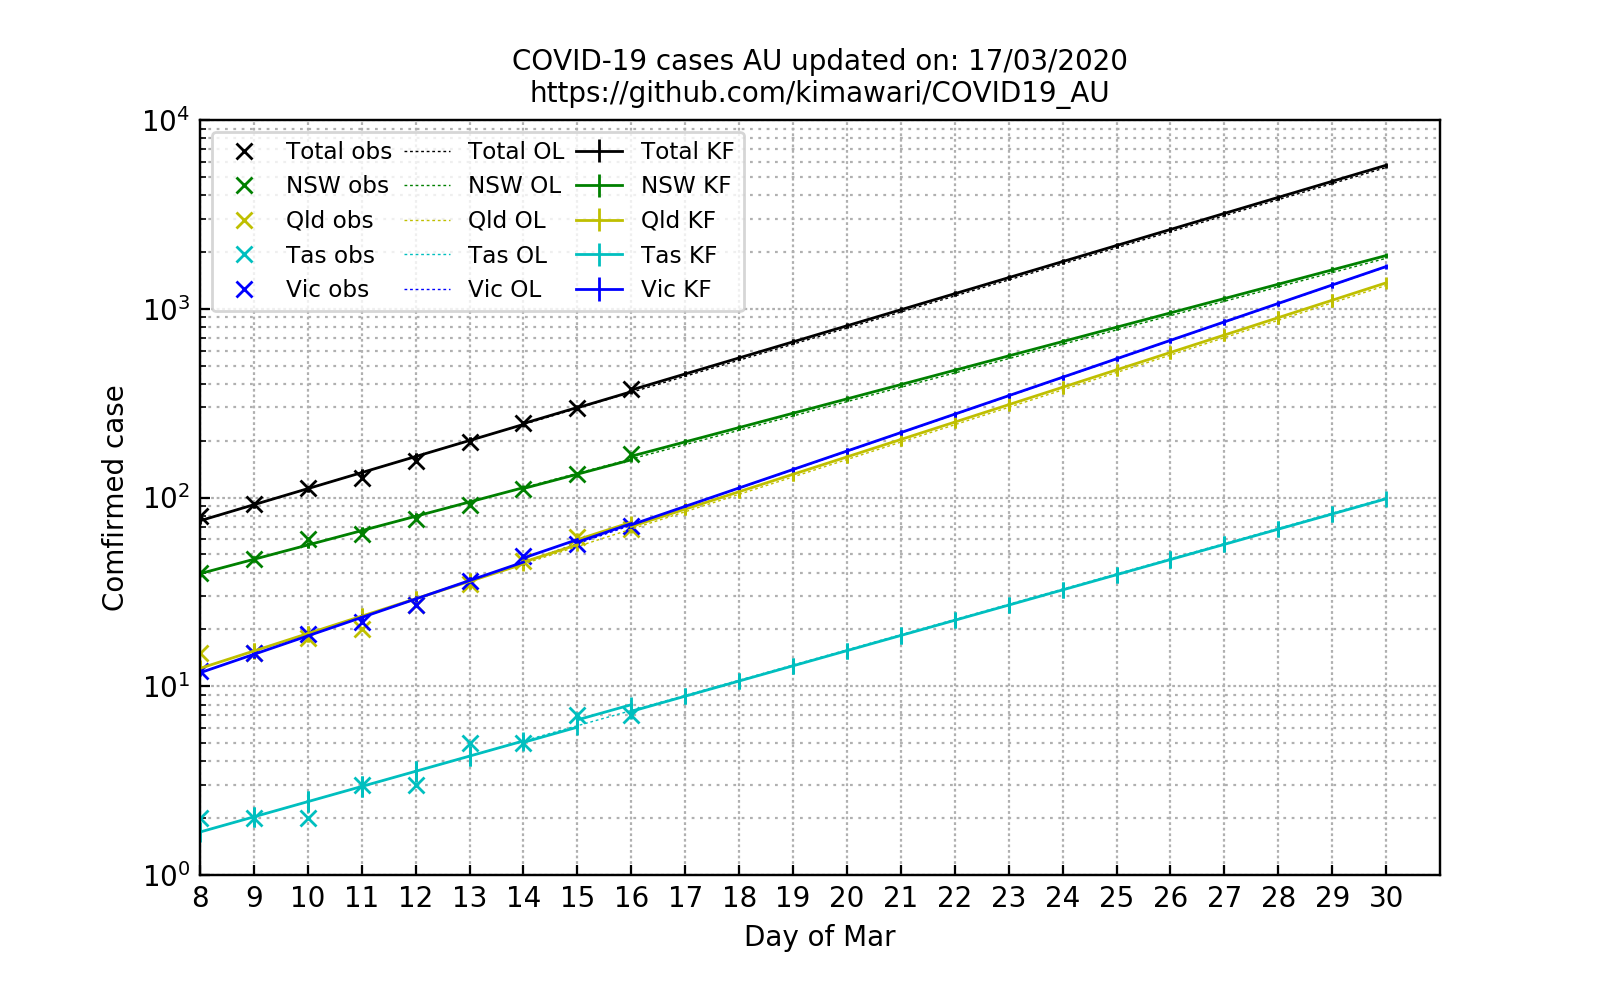 COVID-19 cases AU updated on: 17/03/2020
https://github.com/kimawari/COVID19_AU
10^4
10^3
10^2
10^1
10^0
Total obs Total OL Total KF
NSW obs NSW OL NSW KF
Qld obs Qld OL Qld KF
Tas obs Tas OL Tas KF
Vic obs Vic OL Vic KF
Comfirmed case
8 9 10 11 12 13 14 15 16 17 18 19 20 21 22 23 24 25 26 27 28 29 30
Day of Mar